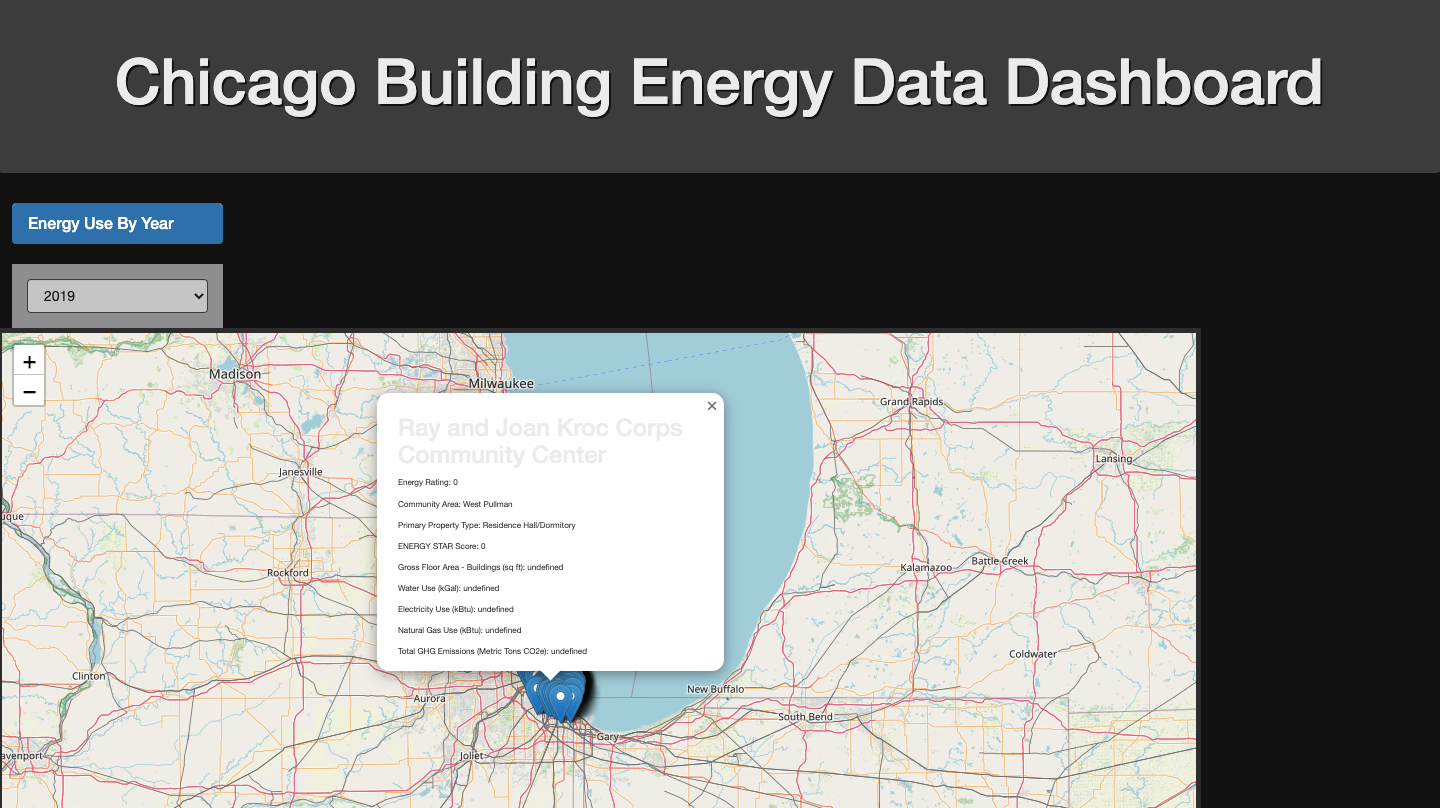 Chicago Building Energy Data Dashboard
Energy Use By Year
2019
+
−
Madison
Milwaukee
Grand Rapids
Ray and Joan Kroc Corps
Community Center
Energy Rating: 0
Community Area: West Pullman
Primary Property Type: Residence Hall/Dormitory
ENERGY STAR Score: 0
Gross Floor Area - Buildings (sq ft): undefined
Water Use (kGal): undefined
Electricity Use (kBtu): undefined
Natural Gas Use (kBtu): undefined
Total GHG Emissions (Metric Tons CO2e): undefined
×
Janesville
Lansing
uque
Rockford
Kalamazoo
Battle Creek
Clinton
Coldwater
Aurora
New Buffalo
South Bend
Gary
Joliet
avenport